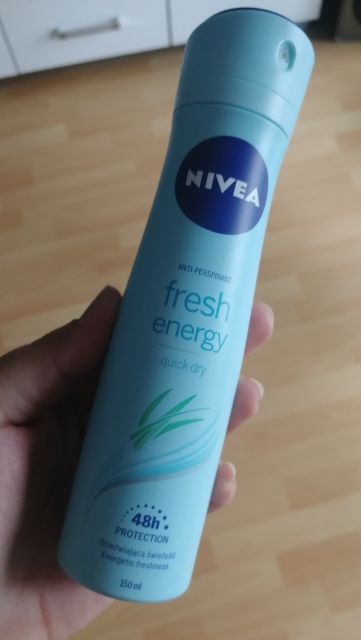 NIVEA
ANTI-PERSPIRANT
fresh
energy
quick dry
48h
PROTECTION
Orzeźwiająca świeżość
Energetic freshness
150 ml